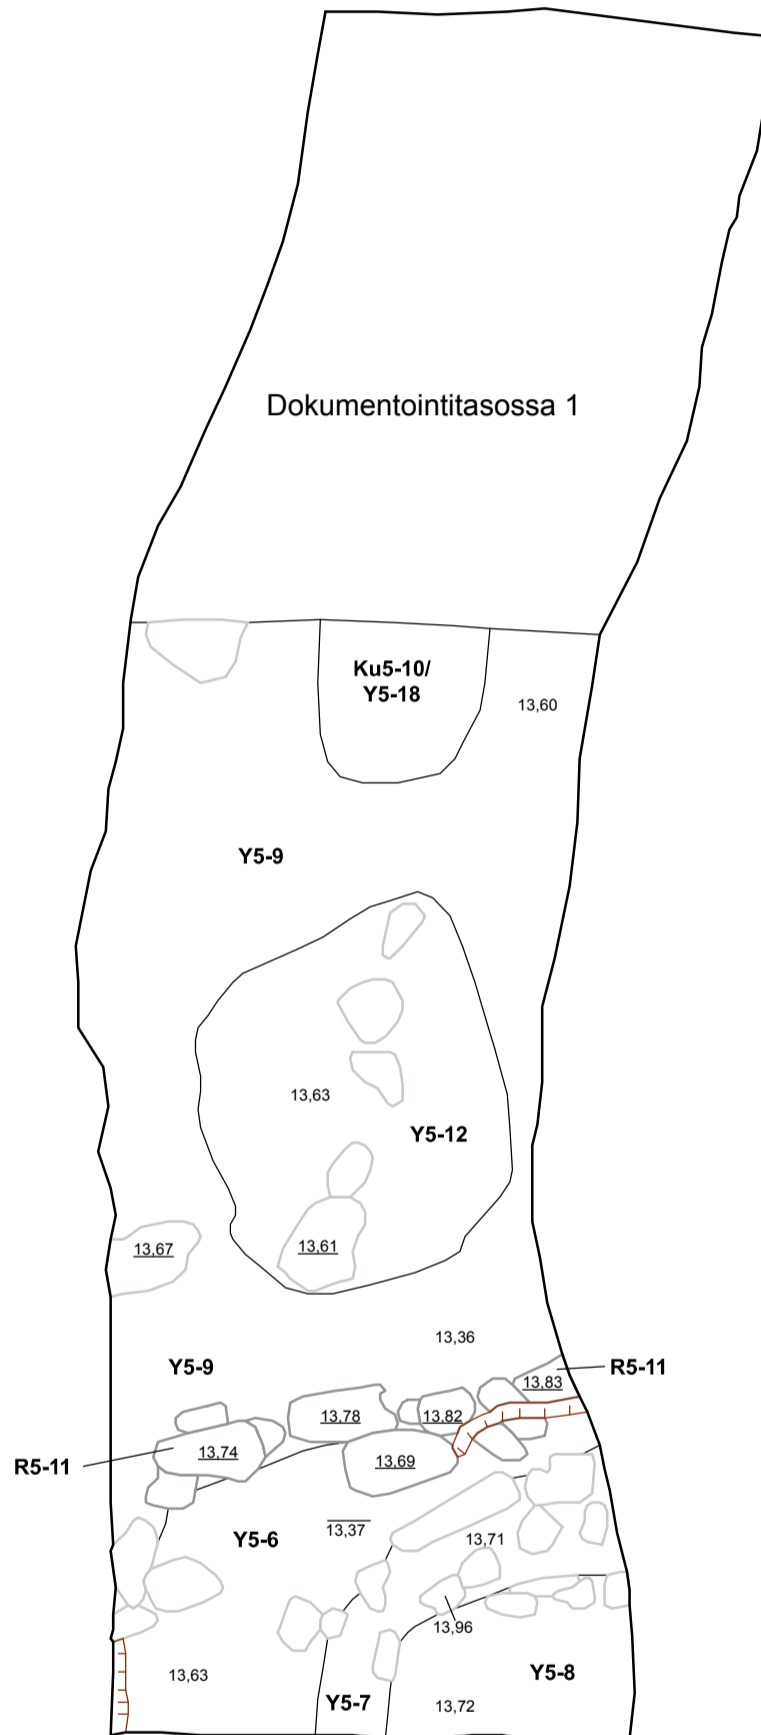 Dokumentointitasossa 1
Ku5-10/
Y5-18
13,60
Y5-9
13,63
Y5-12
13,67
13,61
13,36
Y5-9
R5-11
13,83
13,78
13,82
13,74
13,69
R5-11
13,37
Y5-6
13,71
13,96
13,63
Y5-8
Y5-7
13,72